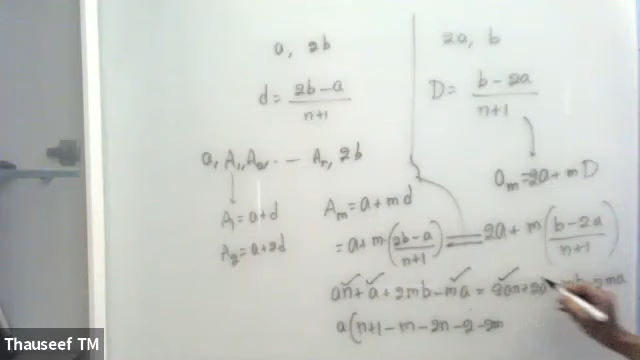 a, 2b
d = (2b-a)/(n+1)
a, A₁, A₂, . - - Aₙ, 2b
A₁ = a+d
A₂ = a+2d
Aₘ = a+md
= a+m(2b-a/n+1) = 2a+m(b-2a/n+1)
an + a + 2mb - ma = 2an+2a
a(n+1-m-2n-2-2m
2a, b
D = (b-2a)/(n+1)
aₘ = 2a+mD
Thauseef TM